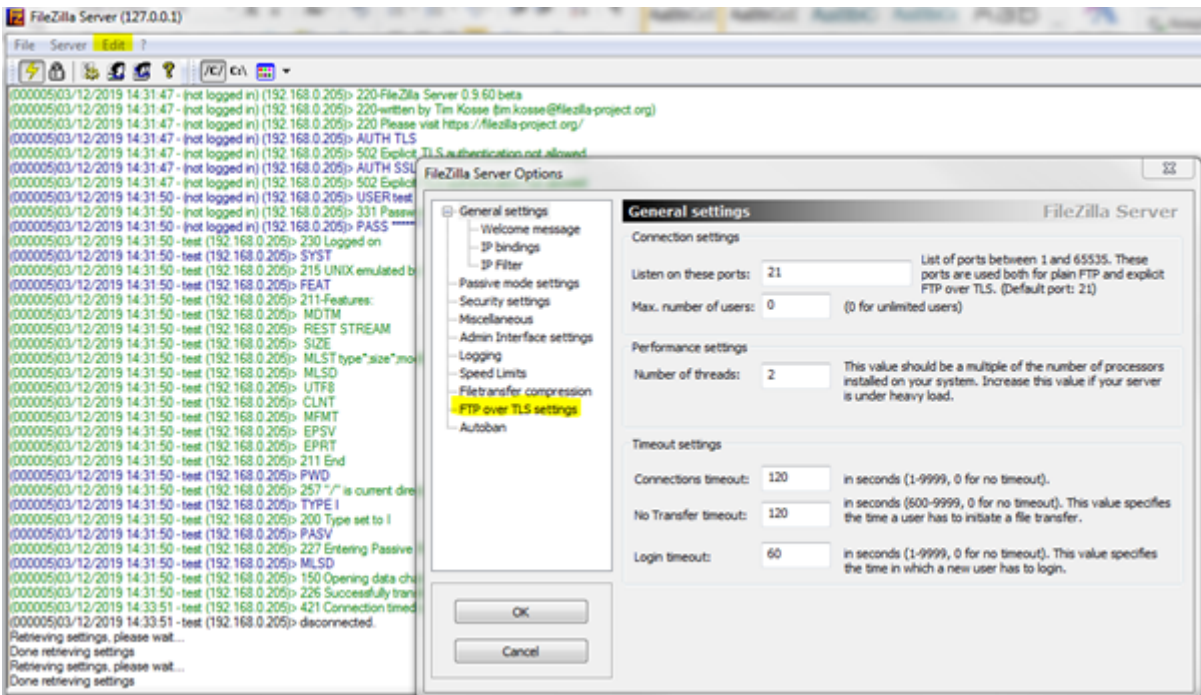 FileZilla Server (127.0.0.1)
File Server Edit ?
/C/ C:\
(000005)03/12/2019 14:31:47 - (not logged in) (192.168.0.205)> 220-FileZilla Server 0.9.60 beta
(000005)03/12/2019 14:31:47 - (not logged in) (192.168.0.205)> 220-written by Tim Kosse (tim.kosse@filezilla-project.org)
(000005)03/12/2019 14:31:47 - (not logged in) (192.168.0.205)> 220 Please visit https://filezilla-project.org/
(000005)03/12/2019 14:31:47 - (not logged in) (192.168.0.205)> AUTH TLS
(000005)03/12/2019 14:31:47 - (not logged in) (192.168.0.205)> 502 Explicit TLS authentication not allowed
(000005)03/12/2019 14:31:47 - (not logged in) (192.168.0.205)> AUTH SSL
(000005)03/12/2019 14:31:47 - (not logged in) (192.168.0.205)> 502 Explicit
(000005)03/12/2019 14:31:50 - (not logged in) (192.168.0.205)> USER test
(000005)03/12/2019 14:31:50 - (not logged in) (192.168.0.205)> 331 Passw
(000005)03/12/2019 14:31:50 - (not logged in) (192.168.0.205)> PASS ****
(000005)03/12/2019 14:31:50 - test (192.168.0.205)> 230 Logged on
(000005)03/12/2019 14:31:50 - test (192.168.0.205)> SYST
(000005)03/12/2019 14:31:50 - test (192.168.0.205)> 215 UNIX emulated b
(000005)03/12/2019 14:31:50 - test (192.168.0.205)> FEAT
(000005)03/12/2019 14:31:50 - test (192.168.0.205)> 211-Features:
(000005)03/12/2019 14:31:50 - test (192.168.0.205)> MDTM
(000005)03/12/2019 14:31:50 - test (192.168.0.205)> REST STREAM
(000005)03/12/2019 14:31:50 - test (192.168.0.205)> SIZE
(000005)03/12/2019 14:31:50 - test (192.168.0.205)> MLST type*;size*;mo
(000005)03/12/2019 14:31:50 - test (192.168.0.205)> MLSD
(000005)03/12/2019 14:31:50 - test (192.168.0.205)> UTF8
(000005)03/12/2019 14:31:50 - test (192.168.0.205)> CLNT
(000005)03/12/2019 14:31:50 - test (192.168.0.205)> MFMT
(000005)03/12/2019 14:31:50 - test (192.168.0.205)> EPSV
(000005)03/12/2019 14:31:50 - test (192.168.0.205)> EPRT
(000005)03/12/2019 14:31:50 - test (192.168.0.205)> 211 End
(000005)03/12/2019 14:31:50 - test (192.168.0.205)> PWD
(000005)03/12/2019 14:31:50 - test (192.168.0.205)> 257 "/" is current dire
(000005)03/12/2019 14:31:50 - test (192.168.0.205)> TYPE I
(000005)03/12/2019 14:31:50 - test (192.168.0.205)> 200 Type set to I
(000005)03/12/2019 14:31:50 - test (192.168.0.205)> PASV
(000005)03/12/2019 14:31:50 - test (192.168.0.205)> 227 Entering Passive
(000005)03/12/2019 14:31:50 - test (192.168.0.205)> MLSD
(000005)03/12/2019 14:31:50 - test (192.168.0.205)> 150 Opening data cha
(000005)03/12/2019 14:31:50 - test (192.168.0.205)> 226 Successfully tran
(000005)03/12/2019 14:33:51 - test (192.168.0.205)> 421 Connection timed
(000005)03/12/2019 14:33:51 - test (192.168.0.205)> disconnected.
Retrieving settings, please wait...
Done retrieving settings
Retrieving settings, please wait...
Done retrieving settings
FileZilla Server Options
General settings
Welcome message
IP bindings
IP Filter
Passive mode settings
Security settings
Miscellaneous
Admin Interface settings
Logging
Speed Limits
Filetransfer compression
FTP over TLS settings
Autoban
OK
Cancel
General settings FileZilla Server
Connection settings
Listen on these ports: 21
List of ports between 1 and 65535. These
ports are used both for plain FTP and explicit
FTP over TLS. (Default port: 21)
Max. number of users: 0 (0 for unlimited users)
Performance settings
Number of threads: 2
This value should be a multiple of the number of processors
installed on your system. Increase this value if your server
is under heavy load.
Timeout settings
Connections timeout: 120 in seconds (1-9999, 0 for no timeout).
No Transfer timeout: 120
in seconds (600-9999, 0 for no timeout). This value specifies
the time a user has to initiate a file transfer.
Login timeout: 60
in seconds (1-9999, 0 for no timeout). This value specifies
the time in which a new user has to login.